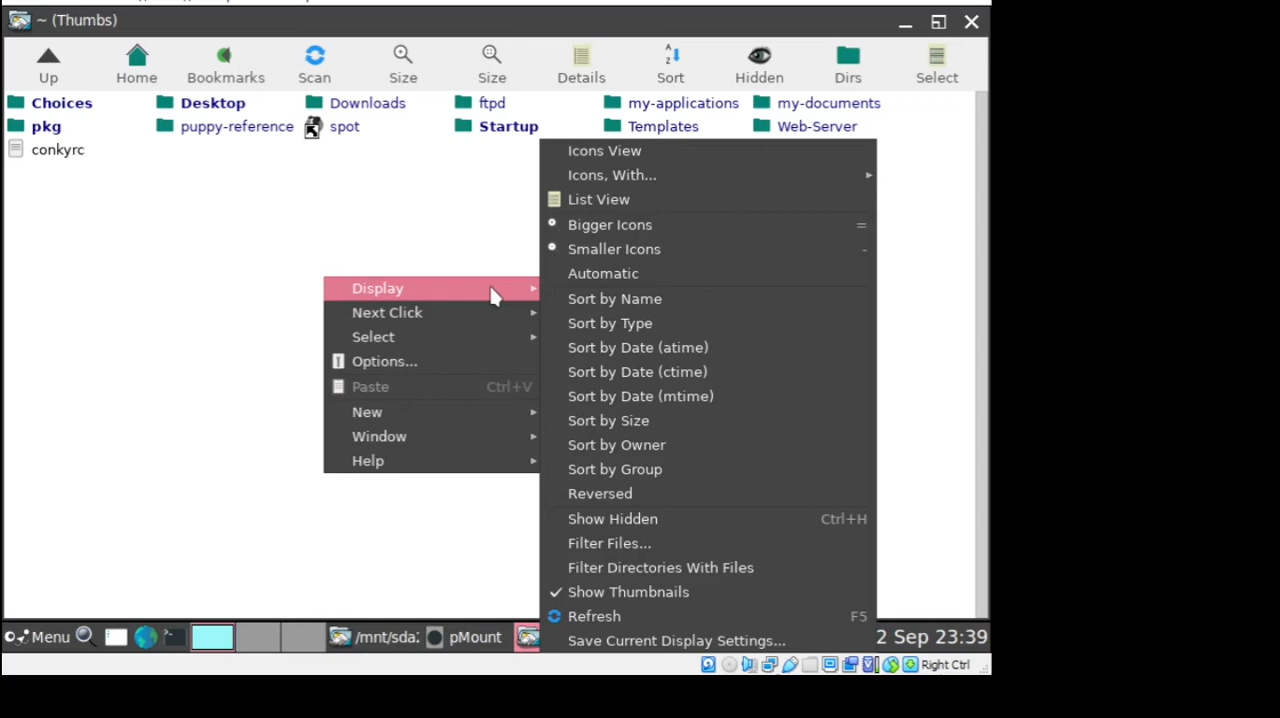 ~ (Thumbs)
Up Home Bookmarks Scan Size Size Details Sort Hidden Dirs Select
Choices Desktop Downloads ftpd my-applications my-documents
pkg puppy-reference spot Startup Templates Web-Server
conkyrc
Display
Next Click
Select
Options...
Paste Ctrl+V
New
Window
Help
Icons View
Icons, With...
List View
Bigger Icons =
Smaller Icons -
Automatic
Sort by Name
Sort by Type
Sort by Date (atime)
Sort by Date (ctime)
Sort by Date (mtime)
Sort by Size
Sort by Owner
Sort by Group
Reversed
Show Hidden Ctrl+H
Filter Files...
Filter Directories With Files
Show Thumbnails
Refresh F5
Save Current Display Settings...
Menu /mnt/sda pMount 2 Sep 23:39
Right Ctrl